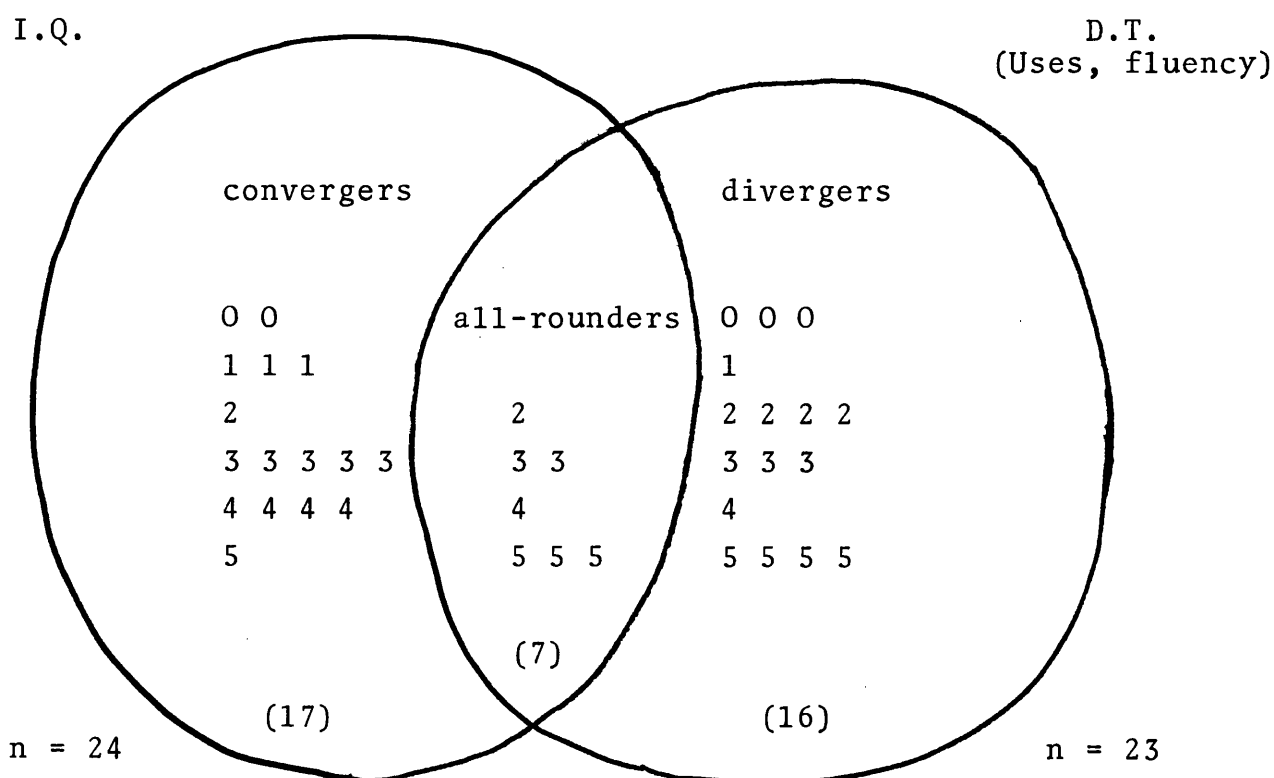 I.Q.
D.T.
(Uses, fluency)
convergers
divergers
0 0
all-rounders
0 0 0
1 1 1
1
2
2
2 2 2 2
3 3 3 3 3
3 3
3 3 3
4 4 4 4
4
4
5
5 5 5
5 5 5 5
(7)
(17)
(16)
n = 24
n = 23